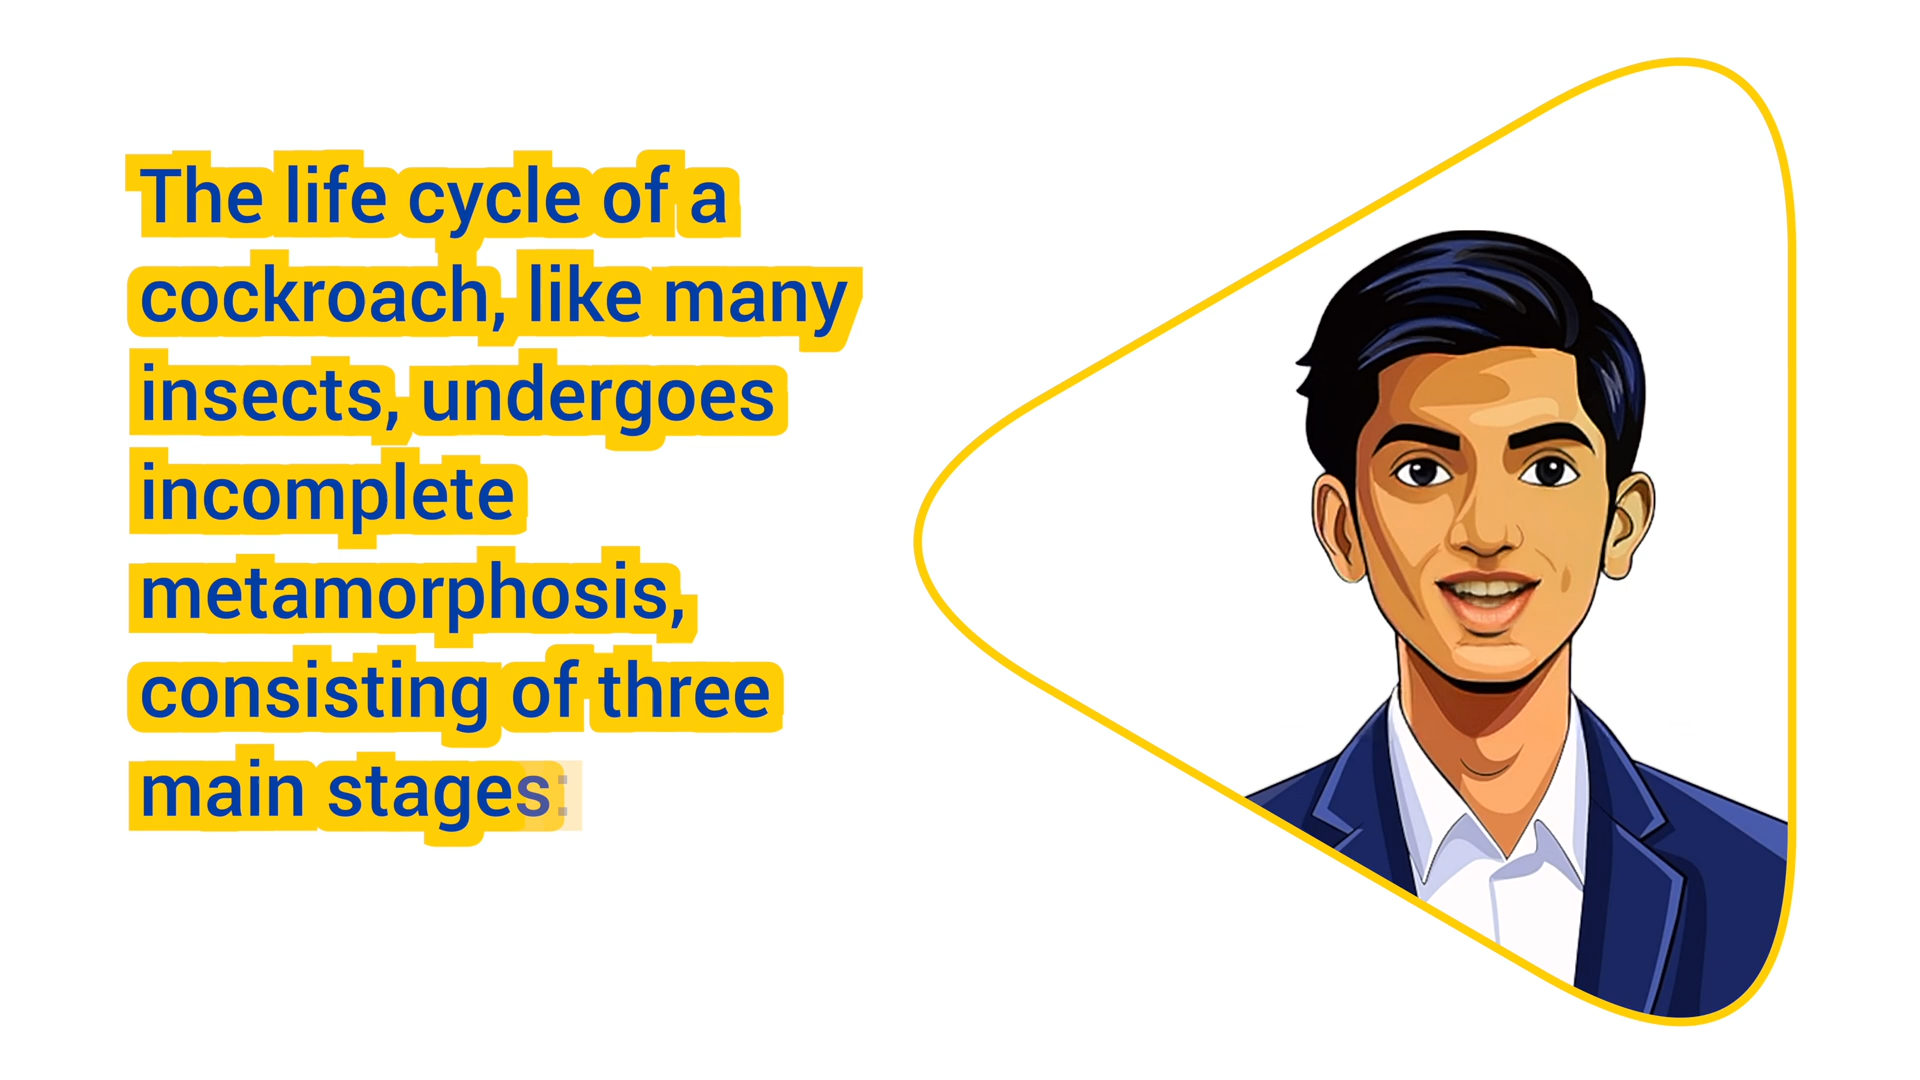 The life cycle of a
cockroach, like many
insects, undergoes
incomplete
metamorphosis,
consisting of three
main stages: